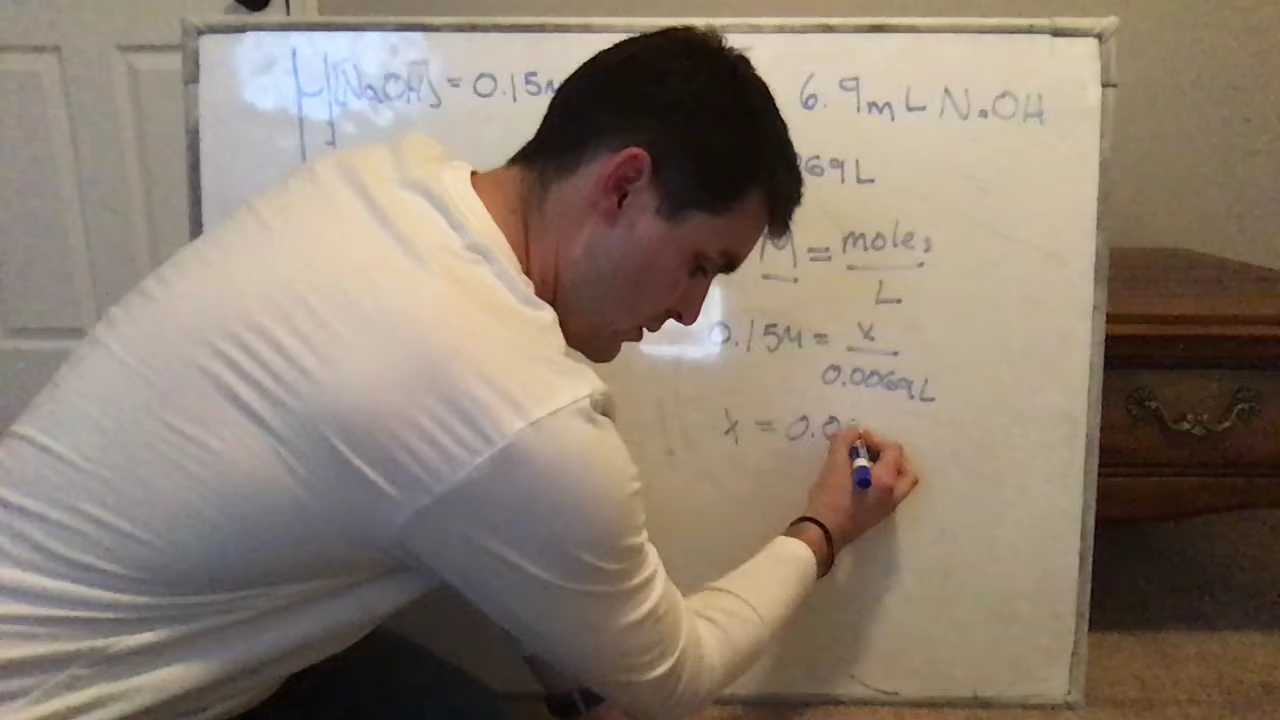 [NaOH] = 0.15M
6.9mL NaOH
69L
M = moles
L
0.15M = x
0.0069L
x = 0.0